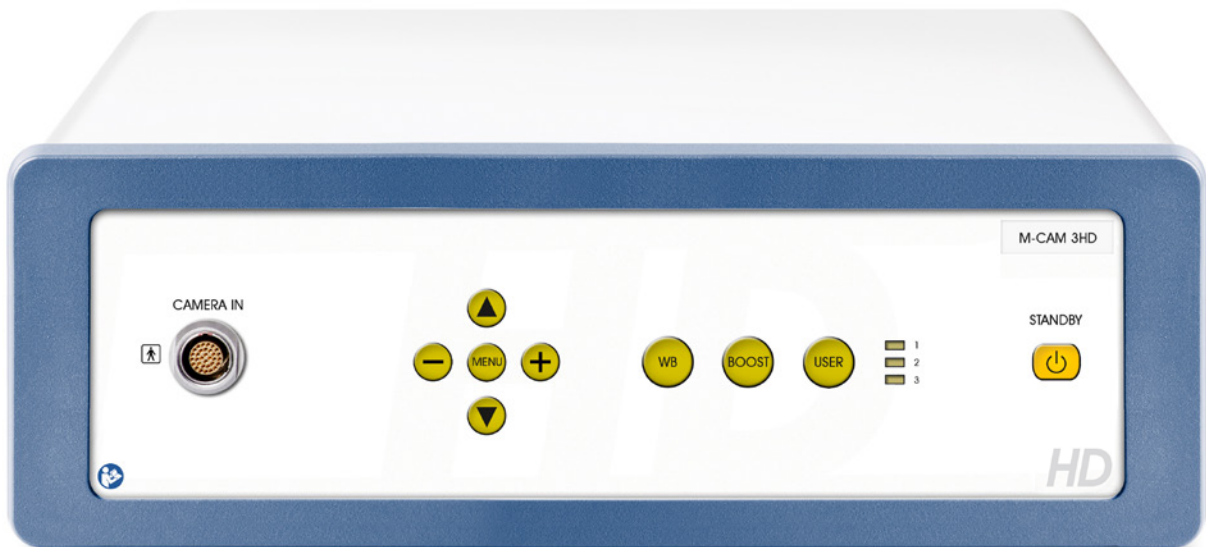 M-CAM 3HD
CAMERA IN
STANDBY
MENU
WB
BOOST
USER
1
2
3
HD